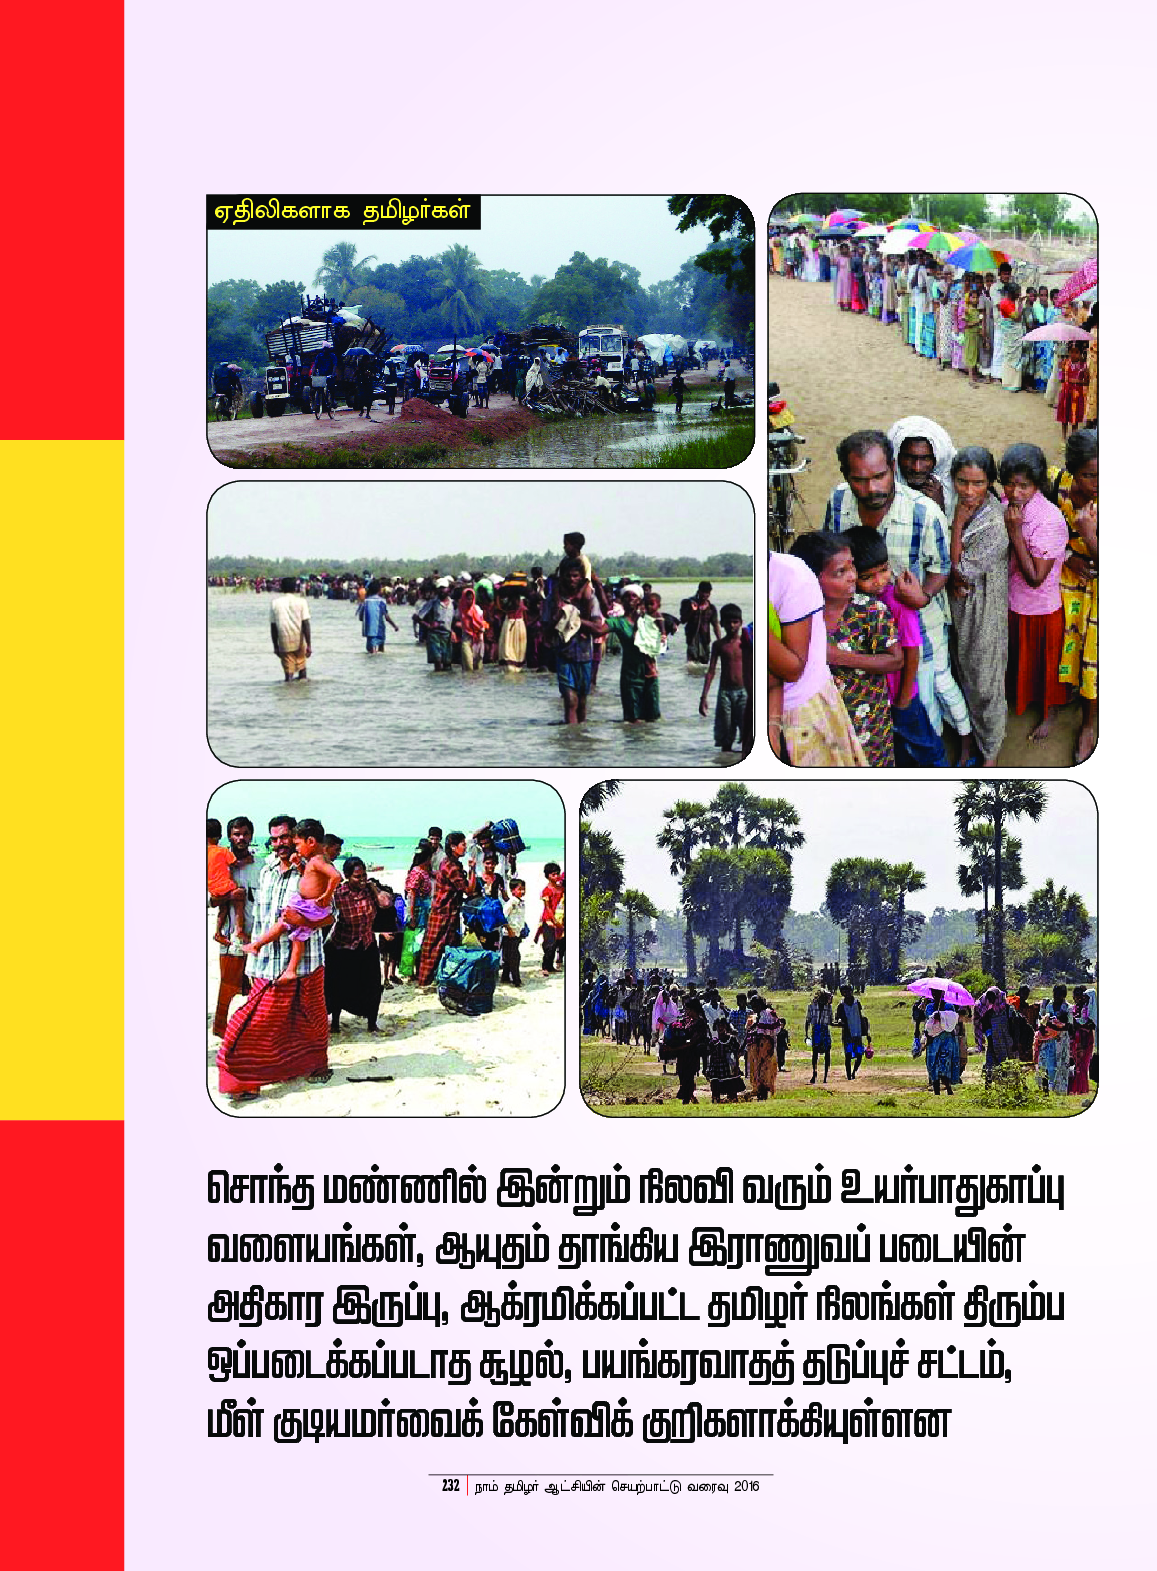 ஏதிலிகளாக தமிழர்கள்
சொந்த மண்ணில் இன்றும் நிலவி வரும் உயர்பாதுகாப்பு
வளையங்கள், ஆயுதம் தாங்கிய இராணுவப் படையின்
அதிகார இருப்பு, ஆக்ரமிக்கப்பட்ட தமிழர் நிலங்கள் திரும்ப
ஒப்படைக்கப்படாத சூழல், பயங்கரவாதத் தடுப்புச் சட்டம்,
மீள் குடியமர்வைக் கேள்விக் குறிகளாக்கியுள்ளன
232 நாம் தமிழர் ஆட்சியின் செயற்பாட்டு வரைவு 2016